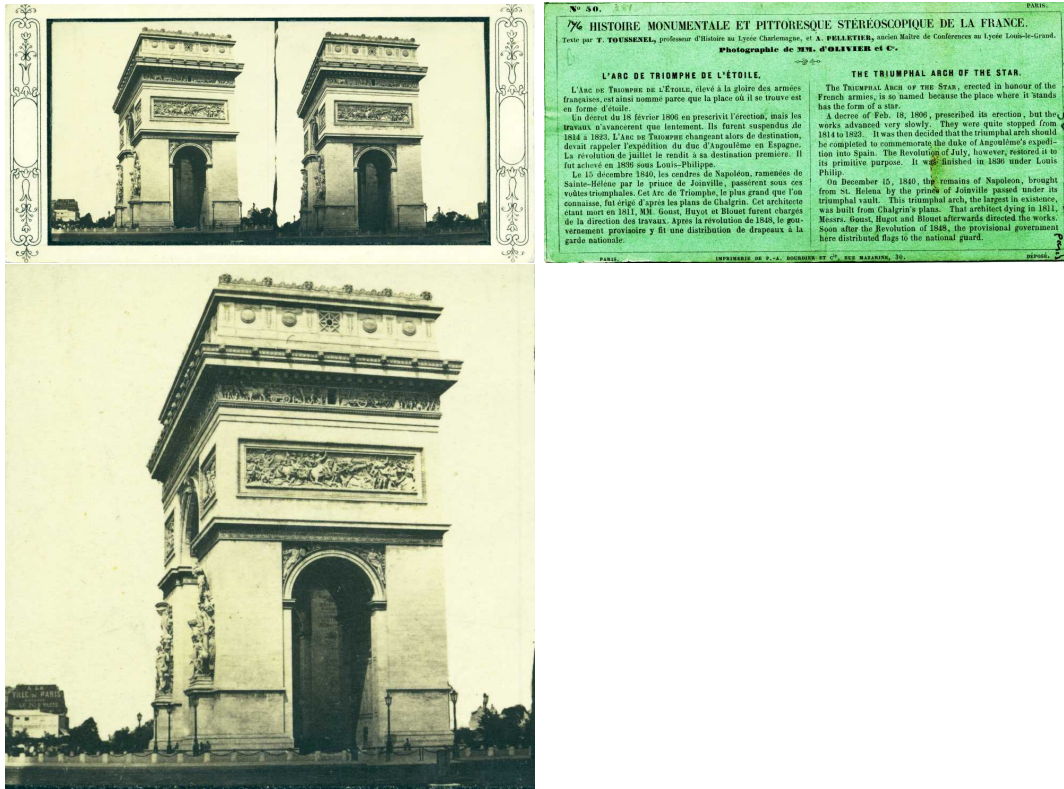 Nº 50.
PARIS.
HISTOIRE MONUMENTALE ET PITTORESQUE STÉRÉOSCOPIQUE DE LA FRANCE.
Texte par T. TOUSSENEL, professeur d'Histoire au Lycée Charlemagne, et A. PELLETIER, ancien Maître de Conférences au Lycée Louis-le-Grand.
Photographie de MM. d'OLIVIER et Cº.
L'ARC DE TRIOMPHE DE L'ÉTOILE.
L'ARC DE TRIOMPHE DE L'ÉTOILE, élevé à la gloire des armées
françaises, est ainsi nommé parce que la place où il se trouve est
en forme d'étoile.
Un décret du 18 février 1806 en prescrivit l'érection, mais les
travaux n'avancèrent que lentement. Ils furent suspendus de
1814 à 1823. L'ARC DE TRIOMPHE changeant alors de destination,
devait rappeler l'expédition du duc d'Angoulême en Espagne.
La révolution de juillet le rendit à sa destination première. Il
fut achevé en 1836 sous Louis-Philippe.
Le 15 décembre 1840, les cendres de Napoléon, ramenées de
Sainte-Hélène par le prince de Joinville, passèrent sous ces
voûtes triomphales. Cet Arc de Triomphe, le plus grand que l'on
connaisse, fut érigé d'après les plans de Chalgrin. Cet architecte
étant mort en 1811, MM. Goust, Huyot et Blouet furent chargés
de la direction des travaux. Après la révolution de 1848, le gou-
vernement provisoire y fit une distribution de drapeaux à la
garde nationale.
THE TRIUMPHAL ARCH OF THE STAR.
The TRIUMPHAL ARCH OF THE STAR, erected in honour of the
French armies, is so named because the place where it stands
has the form of a star.
A decree of Feb. 18, 1806, prescribed its erection, but the
works advanced very slowly. They were quite stopped from
1814 to 1823. It was then decided that the triumphal arch should
be completed to commemorate the duke of Angoulême's expedi-
tion into Spain. The Revolution of July, however, restored it to
its primitive purpose. It was finished in 1836 under Louis
Philip.
On December 15, 1840, the remains of Napoleon, brought
from St. Helena by the prince of Joinville passed under its
triumphal vault. This triumphal arch, the largest in existence,
was built from Chalgrin's plans. That architect dying in 1811,
Messrs. Goust, Hugot and Blouet afterwards directed the works.
Soon after the Revolution of 1848, the provisional government
here distributed flags to the national guard.
PARIS.
IMPRIMERIE DE P.-A. BOURDIER ET Cie, RUE MAZARINE, 30.
DÉPOSÉ.
A LA
VILLE DE PARIS